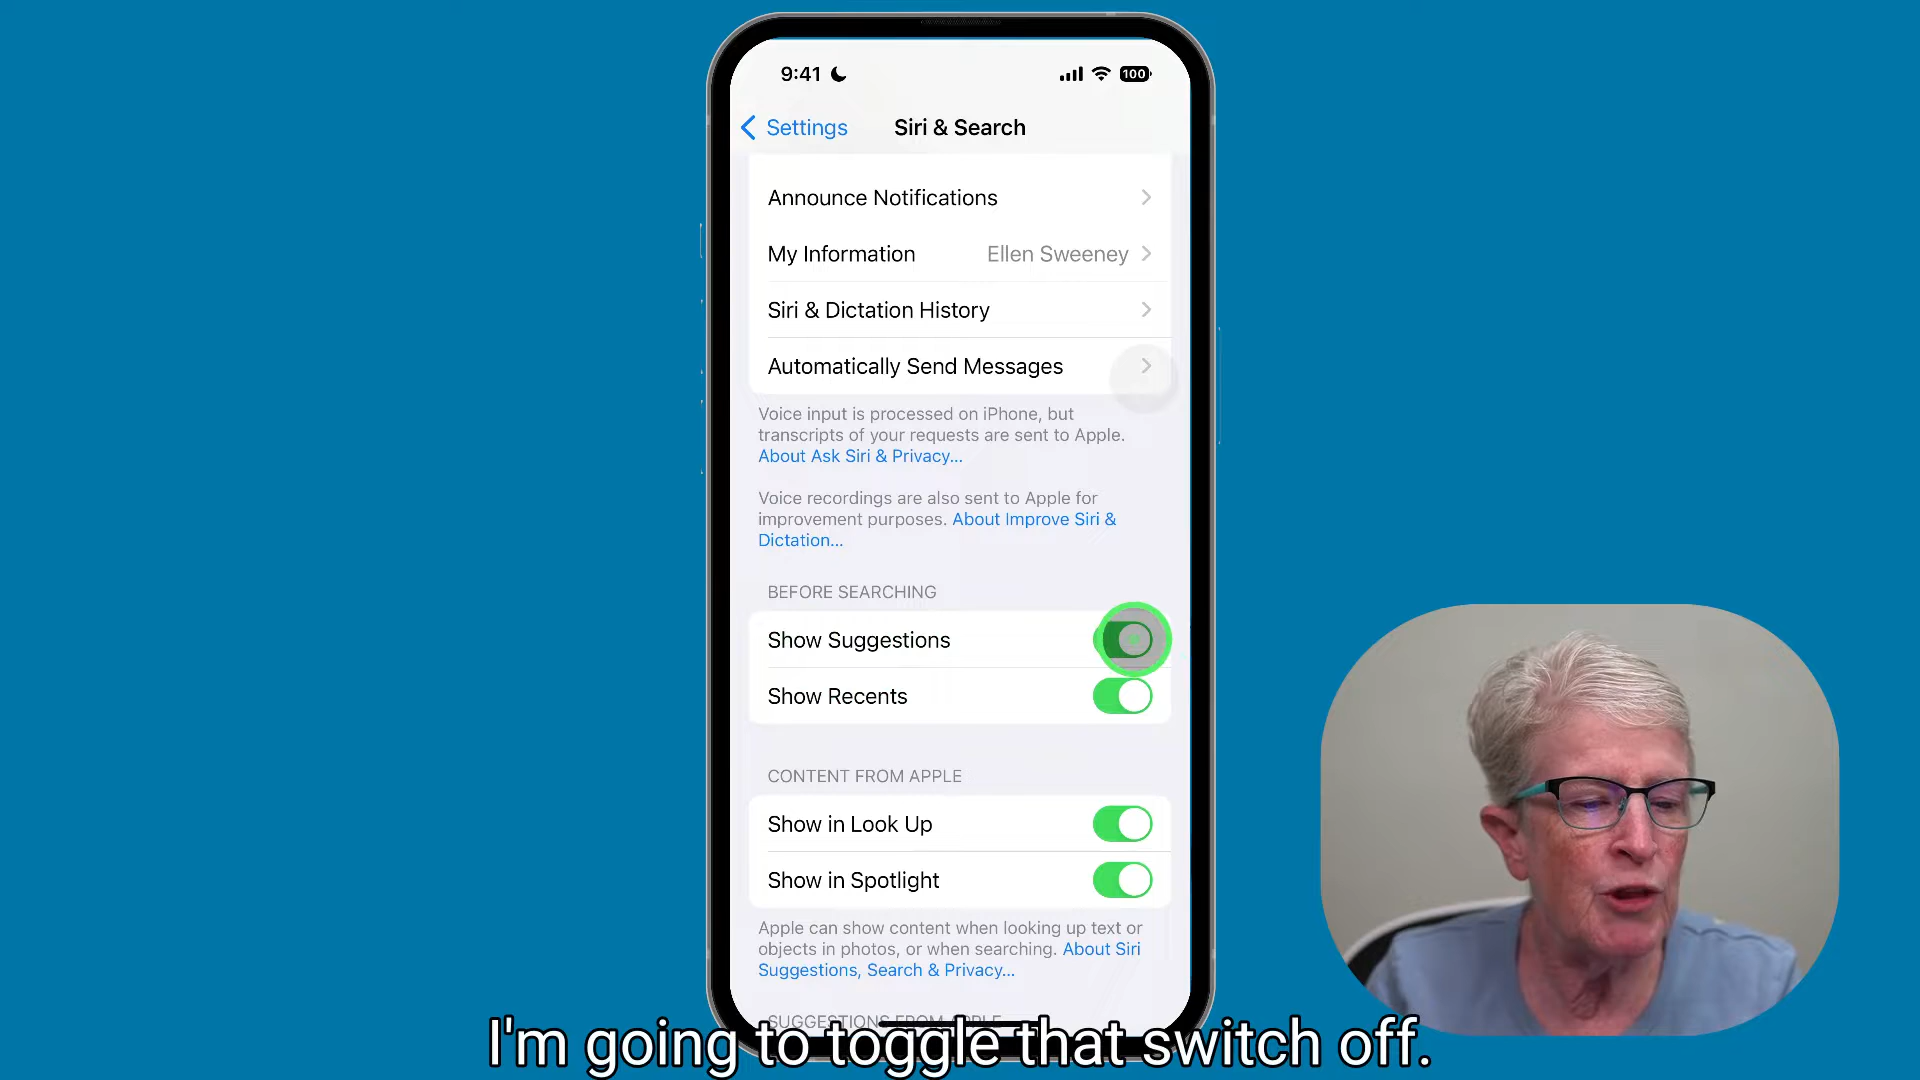 9:41
100
Settings
Siri & Search
Announce Notifications
My Information Ellen Sweeney
Siri & Dictation History
Automatically Send Messages
Voice input is processed on iPhone, but
transcripts of your requests are sent to Apple.
About Ask Siri & Privacy...
Voice recordings are also sent to Apple for
improvement purposes. About Improve Siri &
Dictation...
BEFORE SEARCHING
Show Suggestions
Show Recents
CONTENT FROM APPLE
Show in Look Up
Show in Spotlight
Apple can show content when looking up text or
objects in photos, or when searching. About Siri
Suggestions, Search & Privacy...
SUGGESTIONS FROM APPLE
I'm going to toggle that switch off.